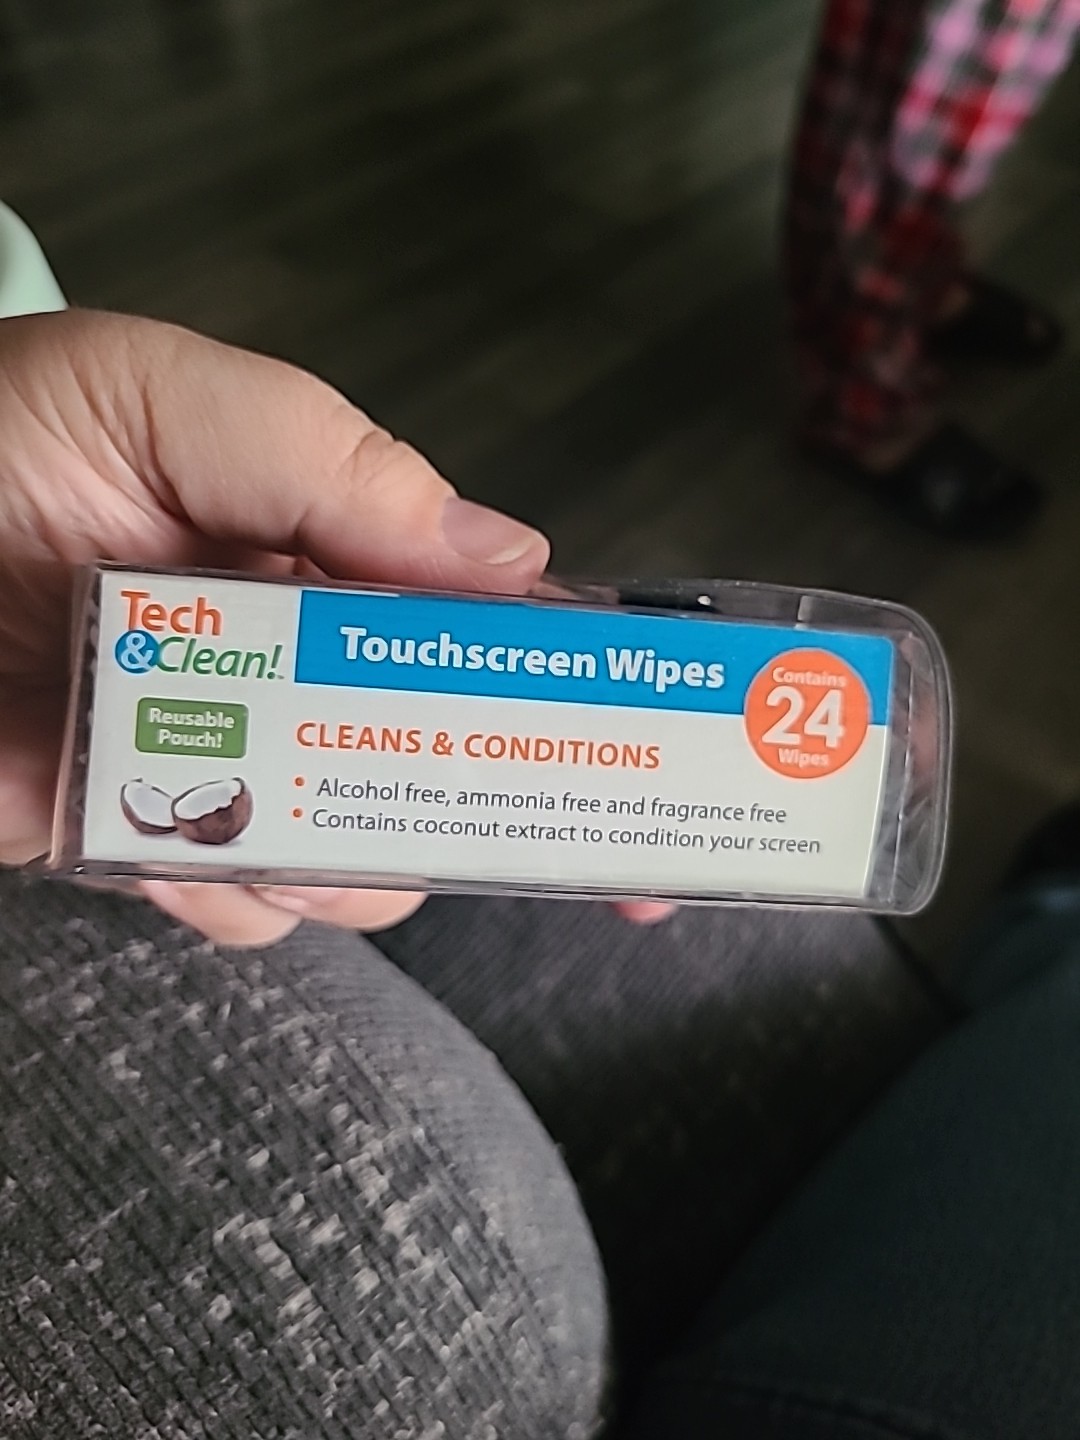 Tech
&Clean!™
Touchscreen Wipes
Contains
24
Wipes
Reusable
Pouch!
CLEANS & CONDITIONS
• Alcohol free, ammonia free and fragrance free
• Contains coconut extract to condition your screen